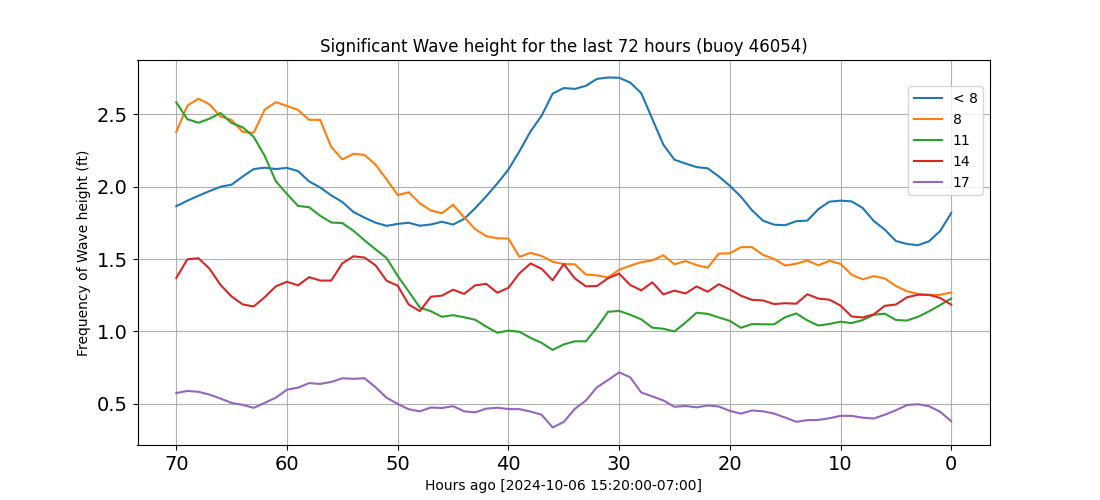 Significant Wave height for the last 72 hours (buoy 46054)
Frequency of Wave height (ft)
2.5
2.0
1.5
1.0
0.5
< 8
8
11
14
17
70 60 50 40 30 20 10 0
Hours ago [2024-10-06 15:20:00-07:00]